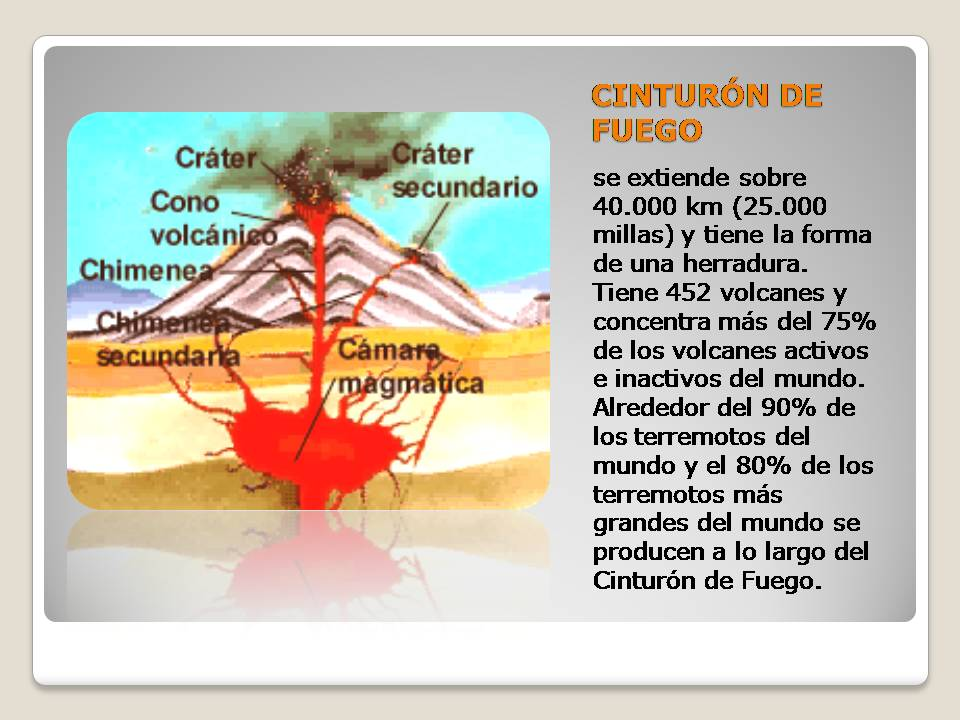 CINTURÓN DE
FUEGO
se extiende sobre
40.000 km (25.000
millas) y tiene la forma
de una herradura.
Tiene 452 volcanes y
concentra más del 75%
de los volcanes activos
e inactivos del mundo.
Alrededor del 90% de
los terremotos del
mundo y el 80% de los
terremotos más
grandes del mundo se
producen a lo largo del
Cinturón de Fuego.
Cráter
Cráter
secundario
Cono
volcánico
Chimenea
Chimenea
secundaria
Cámara
magmática